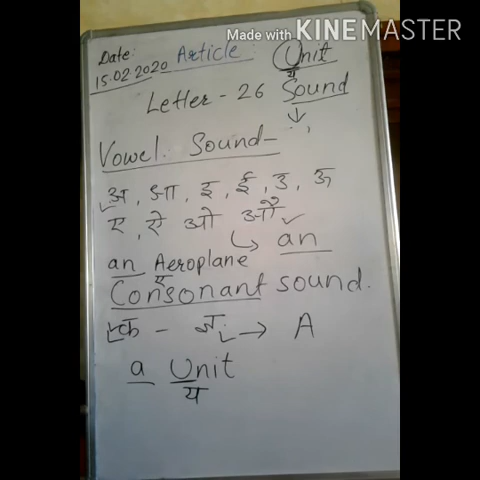 Made with KINEMASTER
Date: Article: Unit
15.02.2020 य
Letter - 26 Sound
Vowel Sound-
अ, आ, इ, ई, उ, ऊ
ए, ऐ ओ औ
an
an Aeroplane
ए
Consonant sound.
क - ज्ञ → A
a Unit
य